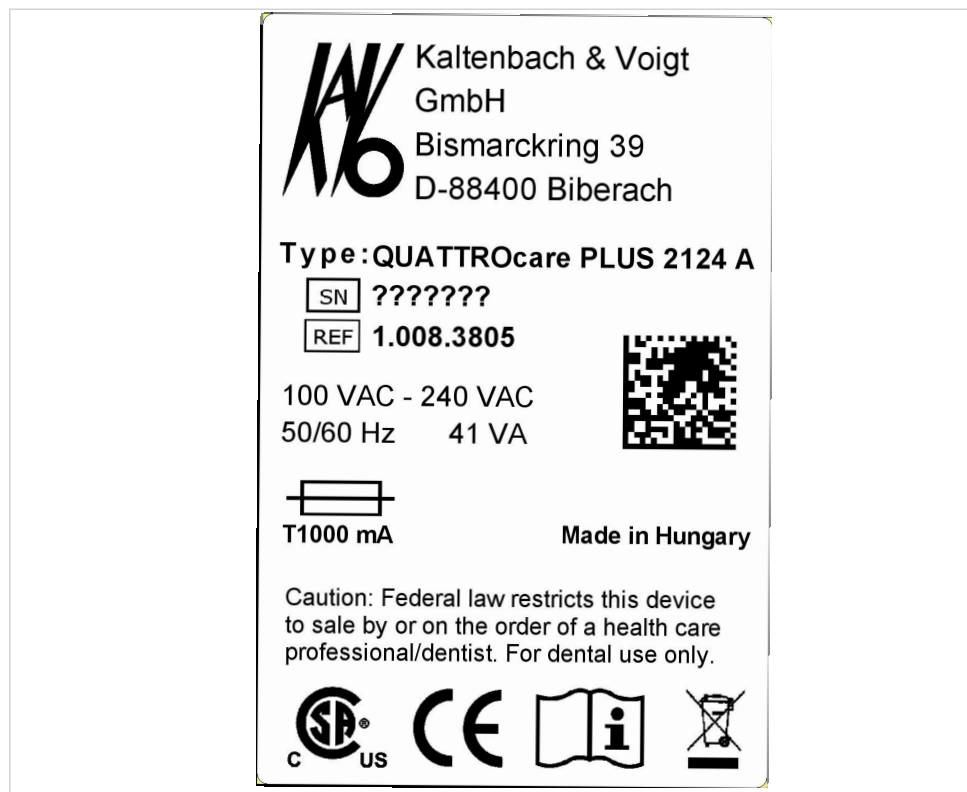 KAVO
Kaltenbach & Voigt
GmbH
Bismarckring 39
D-88400 Biberach
Type: QUATTROcare PLUS 2124 A
SN ???????
REF 1.008.3805
100 VAC - 240 VAC
50/60 Hz 41 VA
T1000 mA
Made in Hungary
Caution: Federal law restricts this device
to sale by or on the order of a health care
professional/dentist. For dental use only.
C SA ® US
CE
i